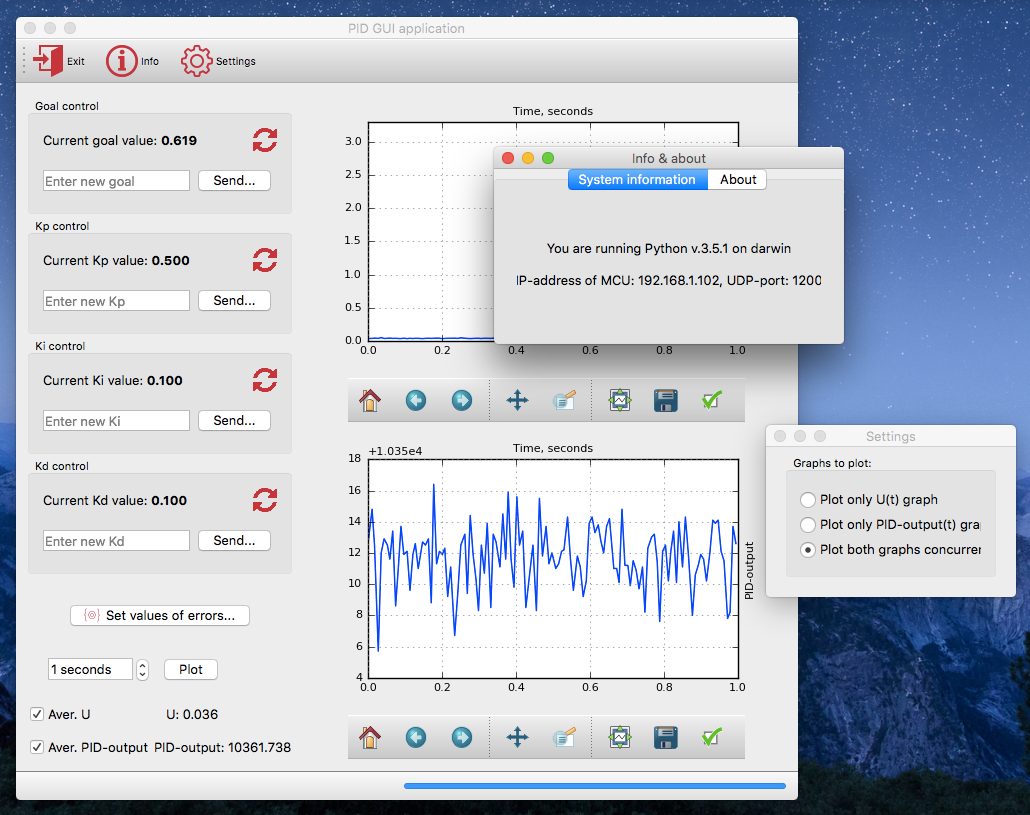 PID GUI application
Exit
Info
Settings
Goal control
Current goal value: 0.619
Enter new goal
Send...
Kp control
Current Kp value: 0.500
Enter new Kp
Send...
Ki control
Current Ki value: 0.100
Enter new Ki
Send...
Kd control
Current Kd value: 0.100
Enter new Kd
Send...
Set values of errors...
1 seconds
Plot
Aver. U
U: 0.036
Aver. PID-output
PID-output: 10361.738
Time, seconds
3.0
2.5
2.0
1.5
1.0
0.5
0.0
0.0 0.2 0.4 0.6 0.8 1.0
+1.035e4
Time, seconds
18
16
14
12
10
8
6
4
0.0 0.2 0.4 0.6 0.8 1.0
PID-output
Info & about
System information
About
You are running Python v.3.5.1 on darwin
IP-address of MCU: 192.168.1.102, UDP-port: 1200
Settings
Graphs to plot:
Plot only U(t) graph
Plot only PID-output(t) gra
Plot both graphs concurrer